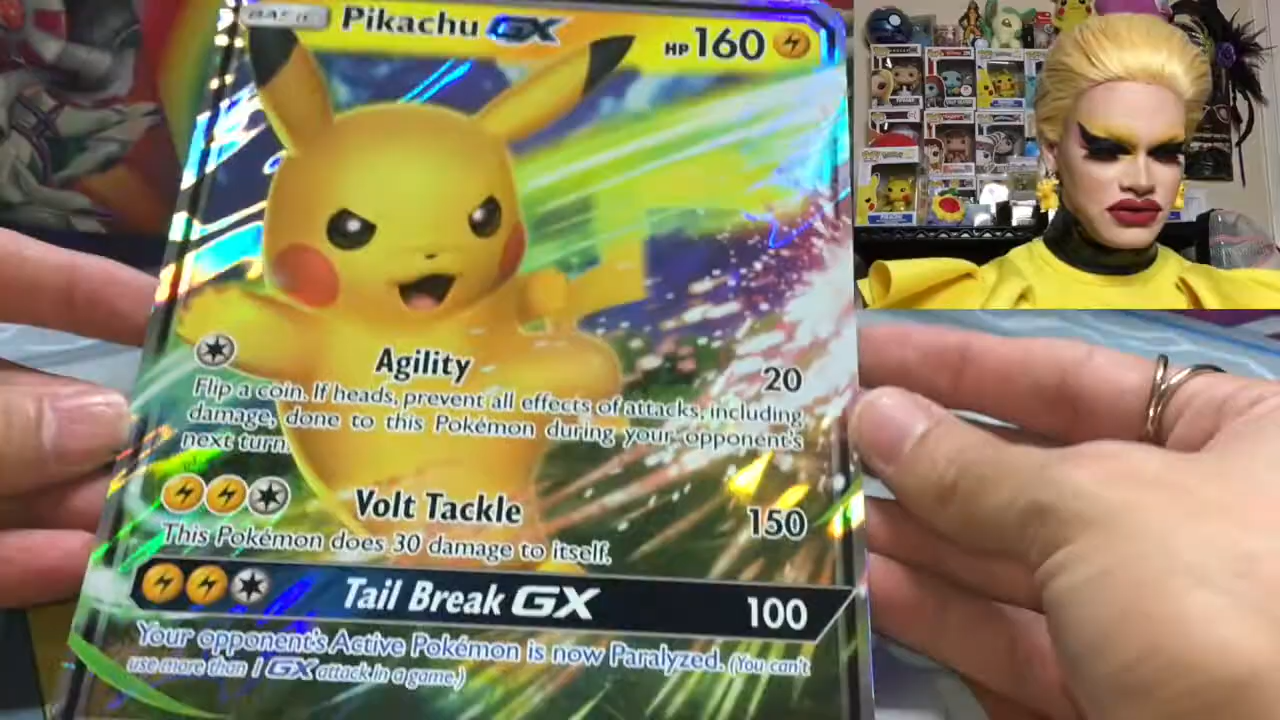 BASIC Pikachu GX HP 160
Agility 20
Flip a coin. If heads, prevent all effects of attacks, including
damage, done to this Pokémon during your opponent's
next turn.
Volt Tackle 150
This Pokémon does 30 damage to itself.
Tail Break GX 100
Your opponent's Active Pokémon is now Paralyzed. (You can't
use more than 1 GX attack in a game.)